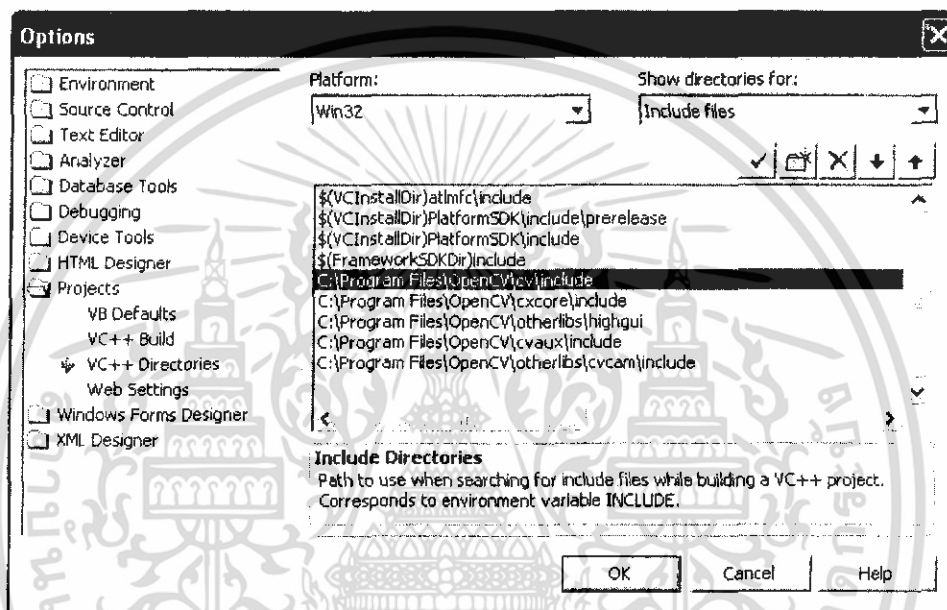 Options
Environment
Source Control
Text Editor
Analyzer
Database Tools
Debugging
Device Tools
HTML Designer
Projects
VB Defaults
VC++ Build
VC++ Directories
Web Settings
Windows Forms Designer
XML Designer
Platform:
Win32
Show directories for:
Include files
$(VCInstallDir)atlmfc\include
$(VCInstallDir)PlatformSDK\include\prerelease
$(VCInstallDir)PlatformSDK\include
$(FrameworkSDKDir)include
C:\Program Files\OpenCV\cv\include
C:\Program Files\OpenCV\cxcore\include
C:\Program Files\OpenCV\otherlibs\highgui
C:\Program Files\OpenCV\cvaux\include
C:\Program Files\OpenCV\otherlibs\cvcam\include
Include Directories
Path to use when searching for include files while building a VC++ project.
Corresponds to environment variable INCLUDE.
OK
Cancel
Help